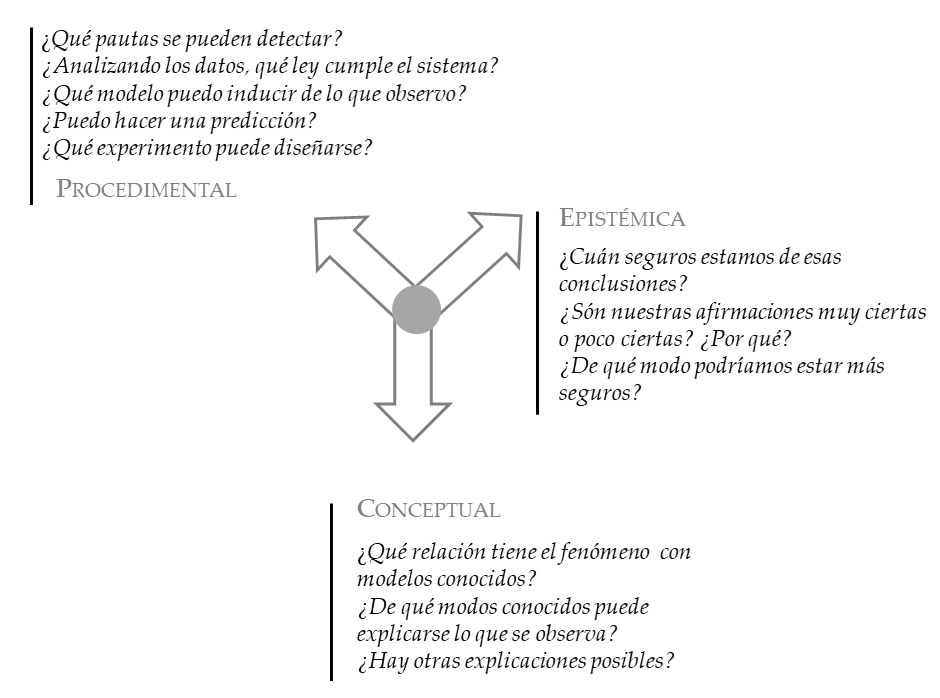 ¿Qué pautas se pueden detectar?
¿Analizando los datos, qué ley cumple el sistema?
¿Qué modelo puedo inducir de lo que observo?
¿Puedo hacer una predicción?
¿Qué experimento puede diseñarse?
PROCEDIMENTAL
EPISTÉMICA
¿Cuán seguros estamos de esas
conclusiones?
¿Són nuestras afirmaciones muy ciertas
o poco ciertas? ¿Por qué?
¿De qué modo podríamos estar más
seguros?
CONCEPTUAL
¿Qué relación tiene el fenómeno con
modelos conocidos?
¿De qué modos conocidos puede
explicarse lo que se observa?
¿Hay otras explicaciones posibles?